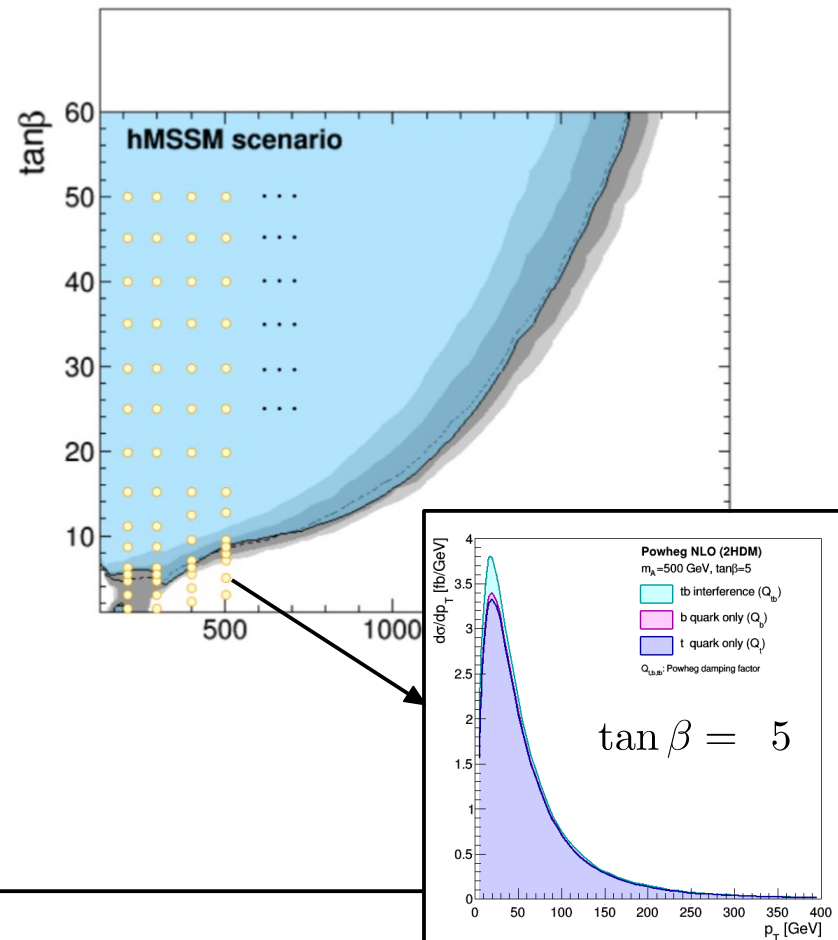 tanβ
60
hMSSM scenario
50
40
30
20
10
500
1000
dσ/dp_T [fb/GeV]
4
3.5
3
2.5
2
1.5
1
0.5
0
Powheg NLO (2HDM)
m_A=500 GeV, tanβ=5
tb interference (Q_tb)
b quark only (Q_b)
t quark only (Q_t)
Q_t,b,tb: Powheg damping factor
tan β = 5
0 50 100 150 200 250 300 350 400
p_T [GeV]